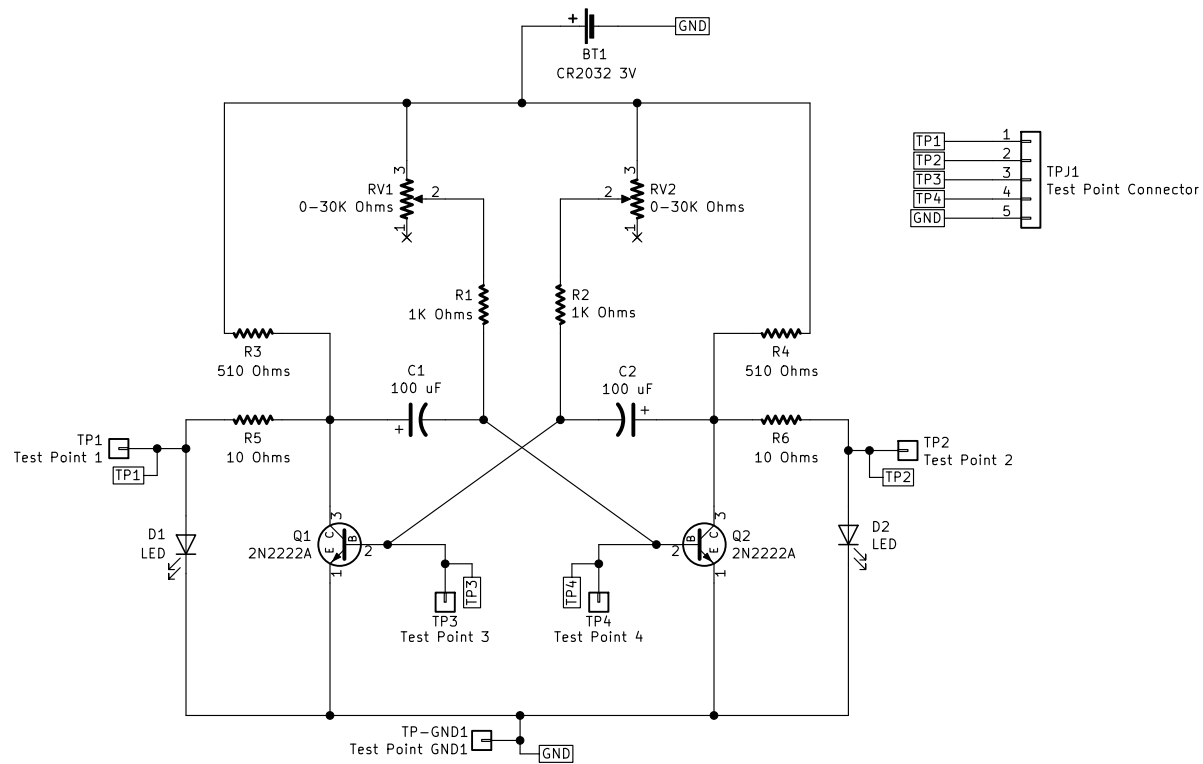 +
GND
BT1
CR2032 3V
3
RV1
2
0-30K Ohms
1
3
RV2
2
0-30K Ohms
1
TP1
1
TP2
2
TP3
3
TP4
4
GND
5
TPJ1
Test Point Connector
R1
1K Ohms
R2
1K Ohms
R3
510 Ohms
R4
510 Ohms
C1
100 uF
+
C2
100 uF
+
TP1
Test Point 1
TP1
R5
10 Ohms
R6
10 Ohms
TP2
Test Point 2
TP2
D1
LED
Q1
2N2222A
3
C
B
E
2
1
Q2
2N2222A
3
C
B
E
2
1
D2
LED
TP3
TP3
Test Point 3
TP4
TP4
Test Point 4
TP-GND1
Test Point GND1
GND